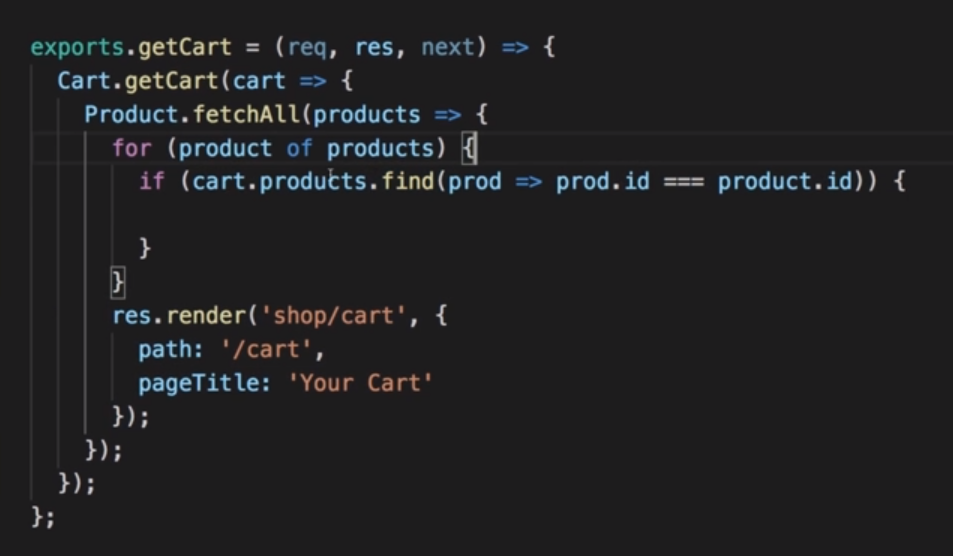 exports.getCart = (req, res, next) => {
  Cart.getCart(cart => {
    Product.fetchAll(products => {
      for (product of products) {
        if (cart.products.find(prod => prod.id === product.id)) {

        }
      }
      res.render('shop/cart', {
        path: '/cart',
        pageTitle: 'Your Cart'
      });
    });
  });
};